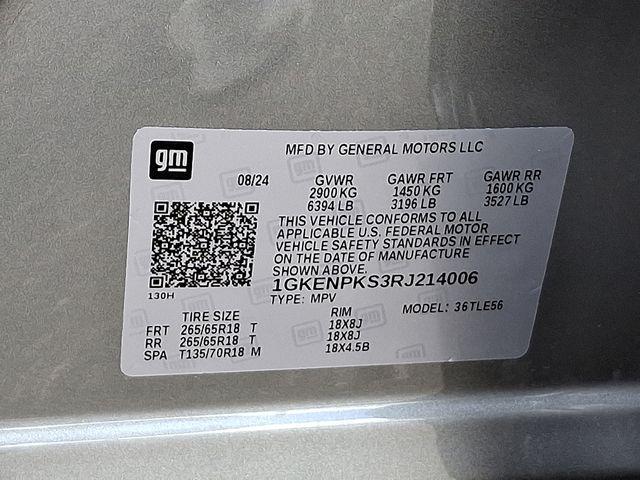 gm
MFD BY GENERAL MOTORS LLC
08/24 GVWR GAWR FRT GAWR RR
2900 KG 1450 KG 1600 KG
6394 LB 3196 LB 3527 LB
THIS VEHICLE CONFORMS TO ALL
APPLICABLE U.S. FEDERAL MOTOR
VEHICLE SAFETY STANDARDS IN EFFECT
ON THE DATE OF MANUFACTURE
SHOWN ABOVE.
130H
1GKENPKS3RJ214006
TYPE: MPV MODEL: 36TLE56
TIRE SIZE RIM
FRT 265/65R18 T 18X8J
RR 265/65R18 T 18X8J
SPA T135/70R18 M 18X4.5B